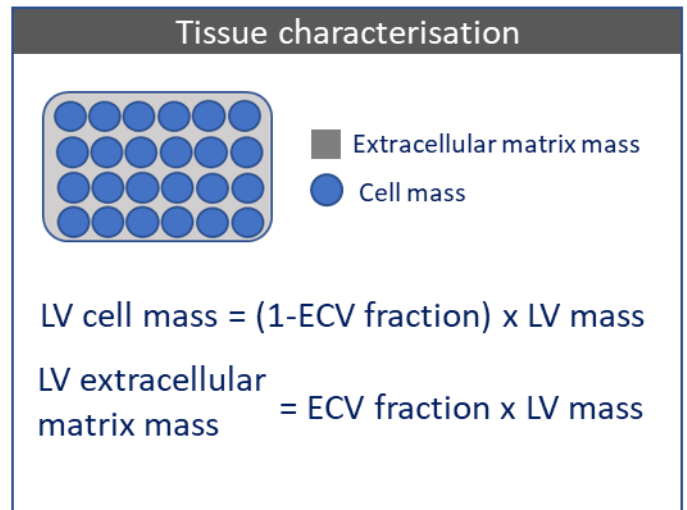 Tissue characterisation
Extracellular matrix mass
Cell mass
LV cell mass = (1-ECV fraction) x LV mass
LV extracellular
matrix mass
= ECV fraction x LV mass